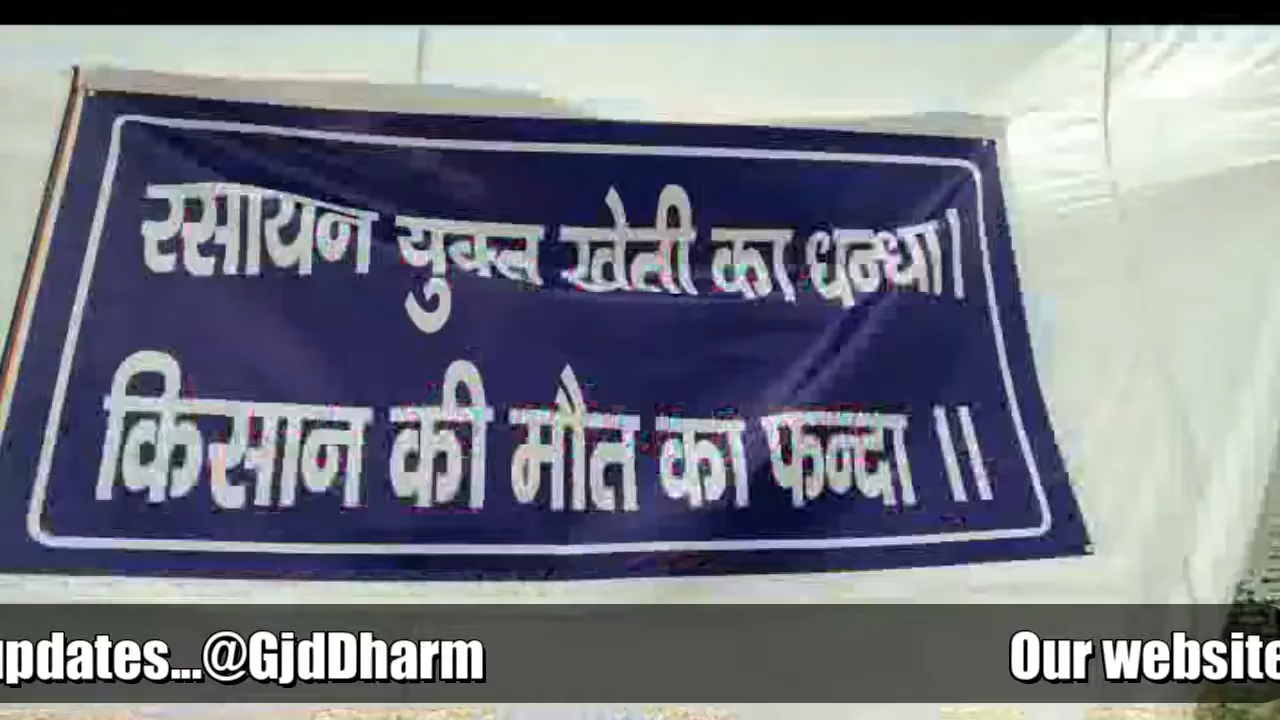 रसायन युक्त खेती का धन्धा।
किसान की मौत का फन्दा ॥
updates...@GjdDharm Our website